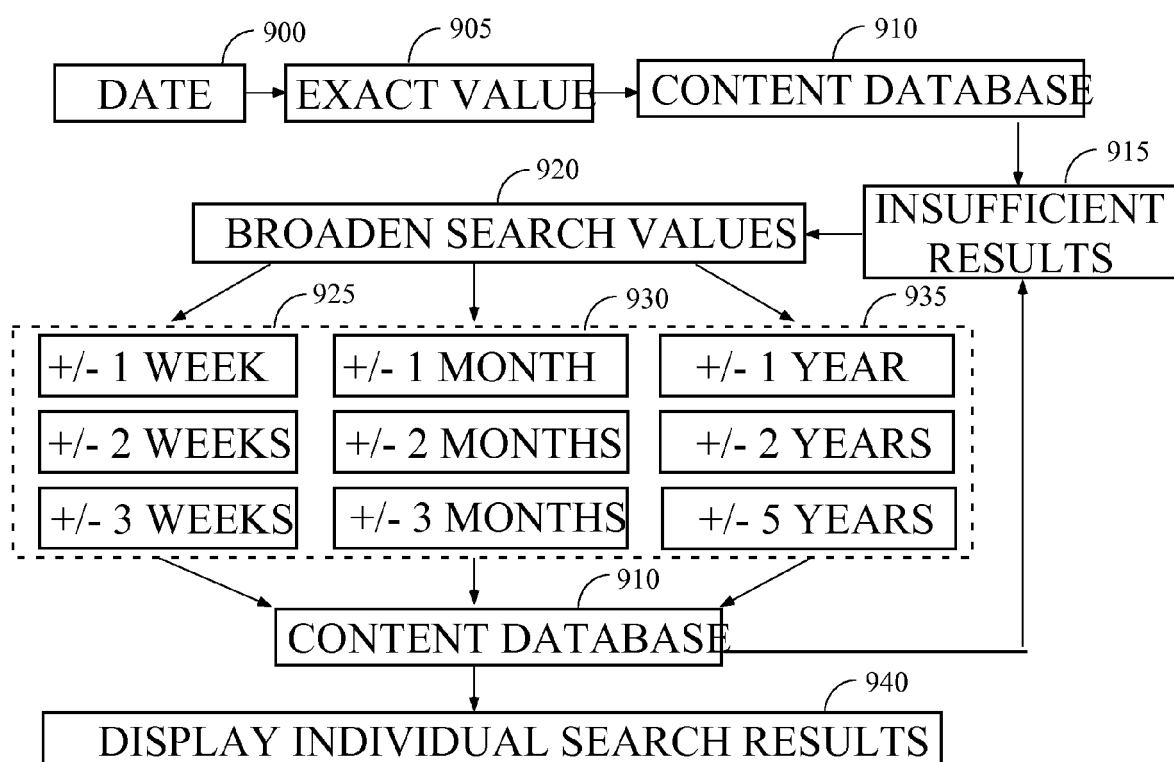 900
905
910
DATE
EXACT VALUE
CONTENT DATABASE
915
920
INSUFFICIENT
RESULTS
BROADEN SEARCH VALUES
925
930
935
+/- 1 WEEK
+/- 1 MONTH
+/- 1 YEAR
+/- 2 WEEKS
+/- 2 MONTHS
+/- 2 YEARS
+/- 3 WEEKS
+/- 3 MONTHS
+/- 5 YEARS
910
CONTENT DATABASE
940
DISPLAY INDIVIDUAL SEARCH RESULTS